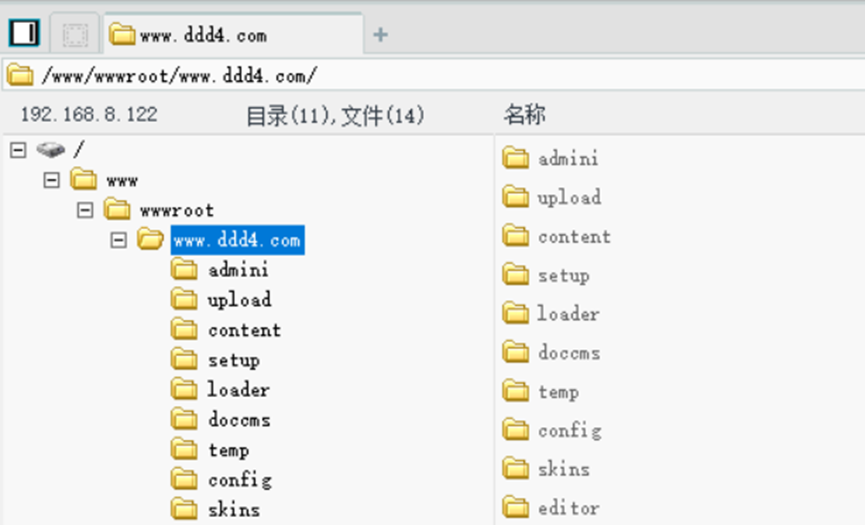 www.ddd4.com +
/www/wwwroot/www.ddd4.com/
192.168.8.122 目录(11),文件(14) 名称
/
www
wwwroot
www.ddd4.com
admini
upload
content
setup
loader
doccms
temp
config
skins
admini
upload
content
setup
loader
doccms
temp
config
skins
editor